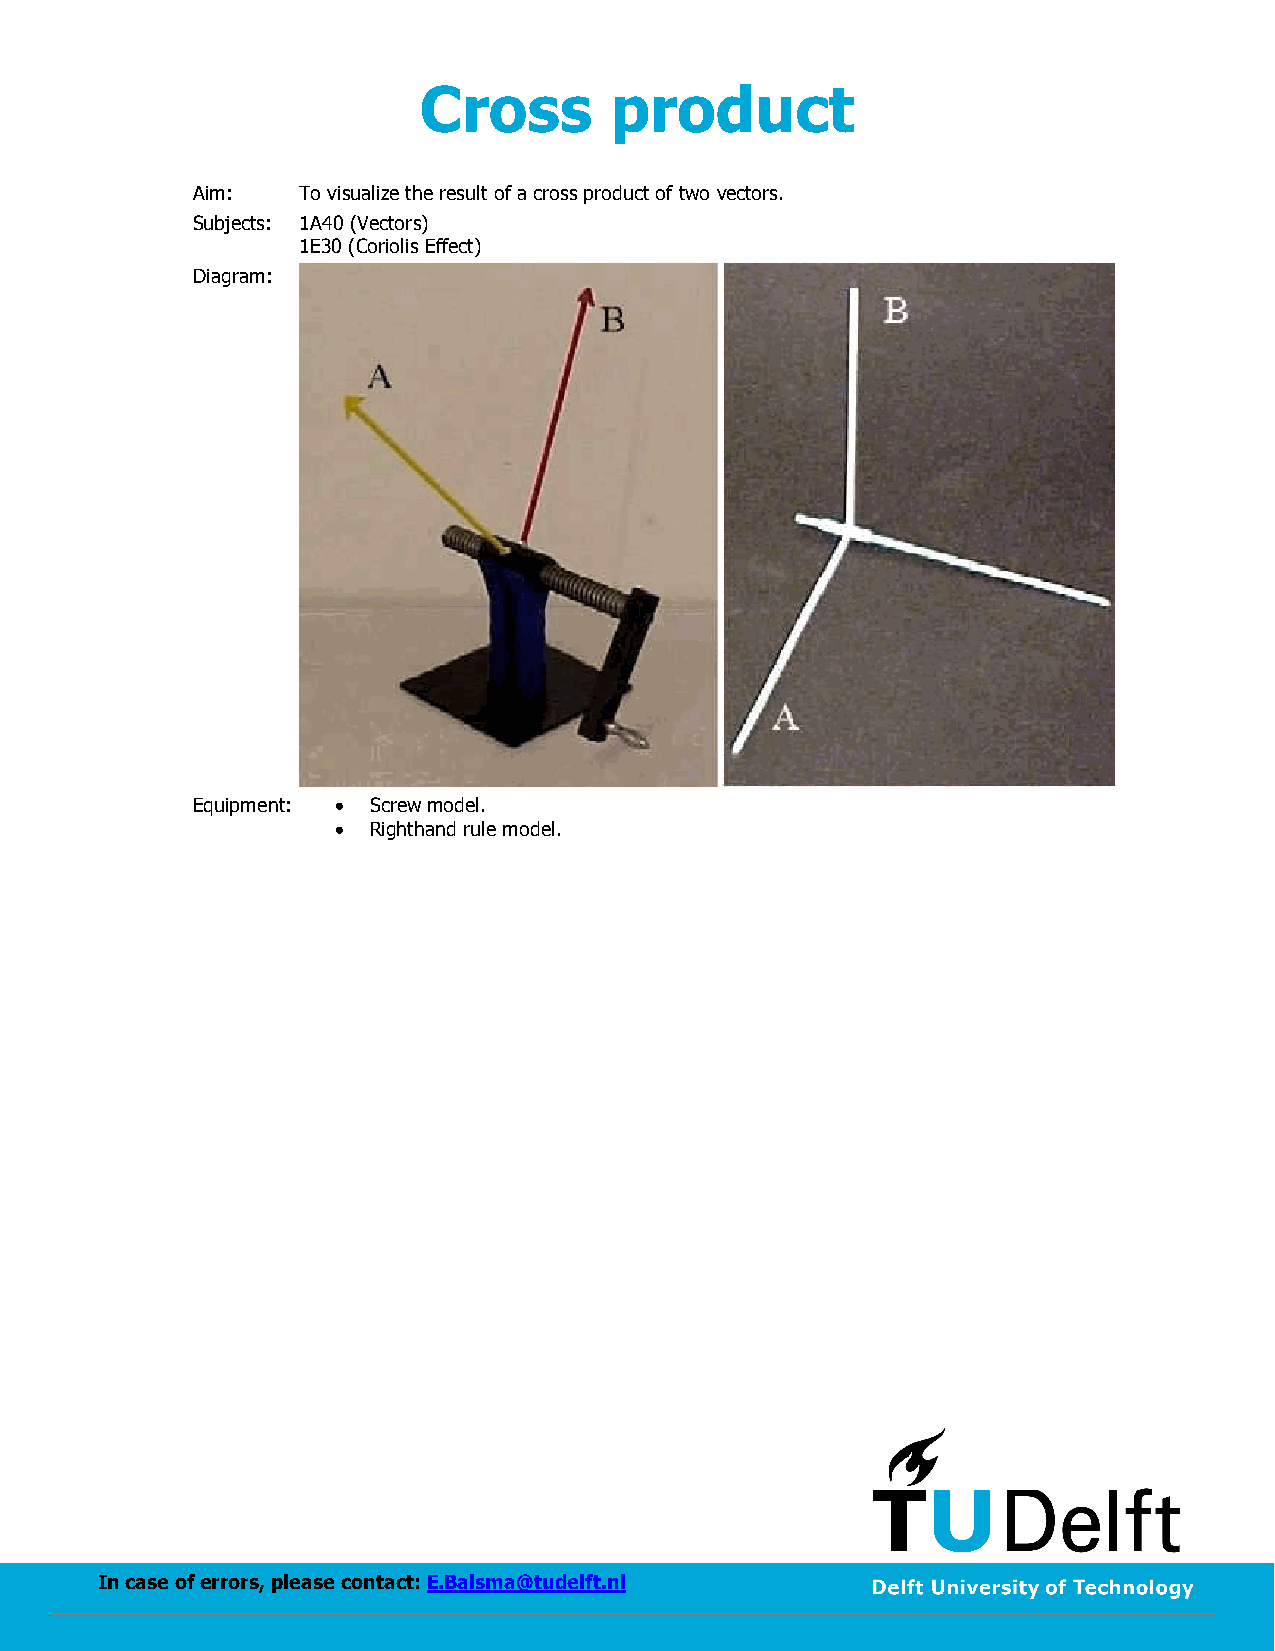 Cross product
Aim: To visualize the result of a cross product of two vectors.
Subjects: 1A40 (Vectors)
1E30 (Coriolis Effect)
Diagram:
B
A
B
A
Equipment: • Screw model.
• Righthand rule model.
TUDelft
In case of errors, please contact: E.Balsma@tudelft.nl
Delft University of Technology